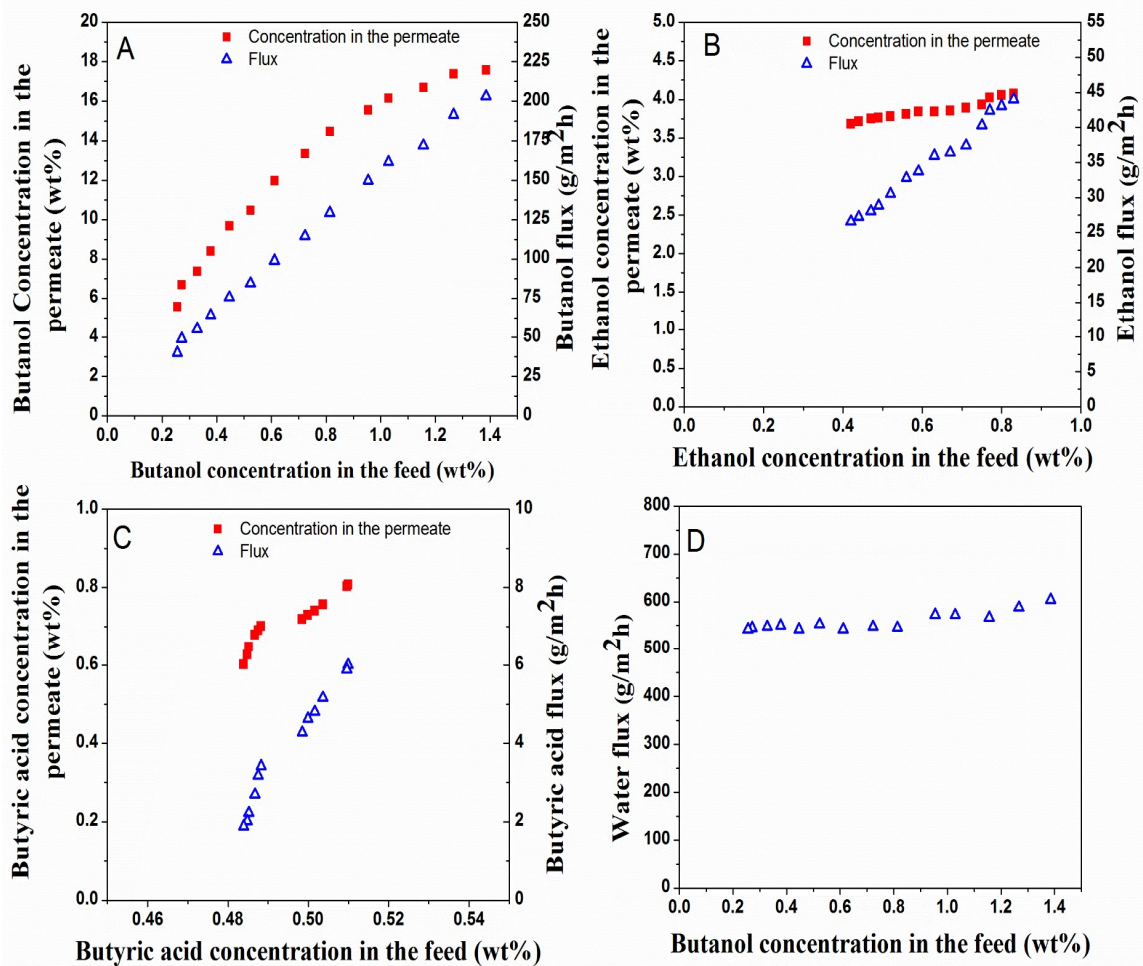 A
Concentration in the permeate
Flux
Butanol Concentration in the
permeate (wt%)
20
18
16
14
12
10
8
6
4
2
0
250
225
200
175
150
125
100
75
50
25
0
Butanol flux (g/m²h)
0.0 0.2 0.4 0.6 0.8 1.0 1.2 1.4
Butanol concentration in the feed (wt%)
B
Concentration in the permeate
Flux
Ethanol concentration in the
permeate (wt%)
5.0
4.5
4.0
3.5
3.0
2.5
2.0
1.5
1.0
0.5
0.0
55
50
45
40
35
30
25
20
15
10
5
0
Ethanol flux (g/m²h)
0.0 0.2 0.4 0.6 0.8 1.0
Ethanol concentration in the feed (wt%)
C
Concentration in the permeate
Flux
Butyric acid concentration in the
permeate (wt%)
1.0
0.8
0.6
0.4
0.2
0.0
10
8
6
4
2
0
Butyric acid flux (g/m²h)
0.46 0.48 0.50 0.52 0.54
Butyric acid concentration in the feed (wt%)
D
Water flux (g/m²h)
800
700
600
500
400
300
200
100
0
0.0 0.2 0.4 0.6 0.8 1.0 1.2 1.4
Butanol concentration in the feed (wt%)